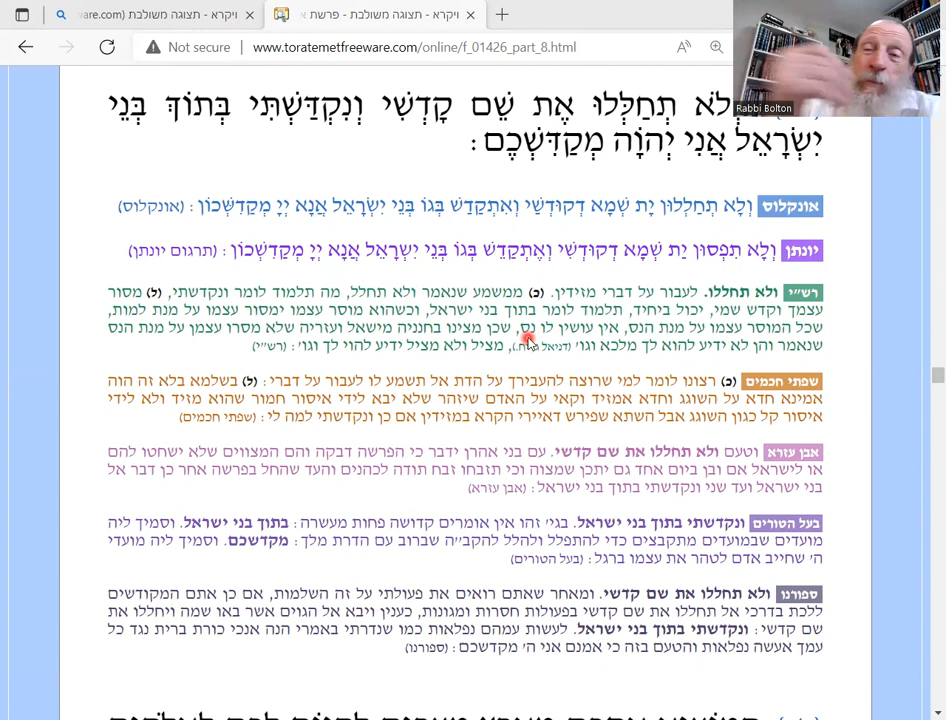 ויקרא - תצוגה משולבת (ware.com
ויקרא - תצוגה משולבת - פרשת א
Not secure www.toratemetfreeware.com/online/f_01426_part_8.html
Rabbi Bolton
תְחַלְּלוּ אֶת שֵׁם קָדְשִׁי וְנִקְדַּשְׁתִּי בְּתוֹךְ בְּנֵי
יִשְׂרָאֵל אֲנִי יְהוָֹה מְקַדִּשְׁכֶם :
אונקלוס וְלָא תְחַלְּלוּן יָת שְׁמָא דְקוּדְשַׁי וְאִתְקַדַּשׁ בְּגוֹ בְּנֵי יִשְׂרָאֵל אֲנָא יְיָ מְקַדִּשְׁכוֹן : (אונקלוס)
יונתן וְלָא תִפְסוּן יַת שְׁמָא דְקוּדְשִׁי וְאֶתְקַדֵּשׁ בְּגוֹ בְּנֵי יִשְׂרָאֵל אֲנָא יְיָ מְקַדִּשְׁכוֹן : (תרגום יונתן)
רש״י ולא תחללו. לעבור על דברי מזידין. (כ) ממשמע שנאמר ולא תחלל, מה תלמוד לומר ונקדשתי, (ל) מסור
עצמך וקדש שמי, יכול ביחיד, תלמוד לומר בתוך בני ישראל, וכשהוא מוסר עצמו ימסור עצמו על מנת למות,
שכל המוסר עצמו על מנת הנס, אין עושין לו נס, שכן מצינו בחנניה מישאל ועזריה שלא מסרו עצמן על מנת הנס
שנאמר והן לא ידיע להוא לך מלכא וגו' (דניאל, מציל ולא מציל ידיע להוי לך וגו' : (רש״י)
שפתי חכמים (כ) רצונו לומר למי שרוצה להעבירך על הדת אל תשמע לו לעבור על דברי : (ל) בשלמא בלא זה הוה
אמינא חדא על השוגג וחדא אמזיד וקאי על האדם שיזהר שלא יבא לידי איסור חמור שהוא מזיד ולא לידי
איסור קל כגון השוגג אבל השתא שפירש דאיירי הקרא במזידין אם כן ונקדשתי למה לי : (שפתי חכמים)
אבן עזרא וטעם ולא תחללו את שם קדשי. עם בני אהרן ידבר כי הפרשה דבקה והם המצווים שלא ישחטו להם
או לישראל אם ובן ביום אחד גם יתכן שמצוה וכי תזבחו זבח תודה לכהנים והעד שהחל בפרשה אחר כן דבר אל
בני ישראל ועד שני ונקדשתי בתוך בני ישראל : (אבן עזרא)
בעל הטורים ונקדשתי בתוך בני ישראל. בגי' זהו אין אומרים קדושה פחות מעשרה : בתוך בני ישראל. וסמיך ליה
מועדים שבמועדים מתקבצים כדי להתפלל ולהלל להקב״ה שברוב עם הדרת מלך : מקדשכם. וסמיך ליה מועדי
ה' שחייב אדם לטהר את עצמו ברגל : (בעל הטורים)
ספורנו ולא תחללו את שם קדשי. ומאחר שאתם רואים את פעולתי על זה השלמות, אם כן אתם המקודשים
ללכת בדרכי אל תחללו את שם קדשי בפעולות חסרות ומגונות, כענין ויבא אל הגוים אשר באו שמה ויחללו את
שם קדשי : ונקדשתי בתוך בני ישראל. לעשות עמהם נפלאות כמו שנדרתי באמרי הנה אנכי כורת ברית נגד כל
עמך אעשה נפלאות והטעם בזה כי אמנם אני ה' מקדשכם : (ספורנו)